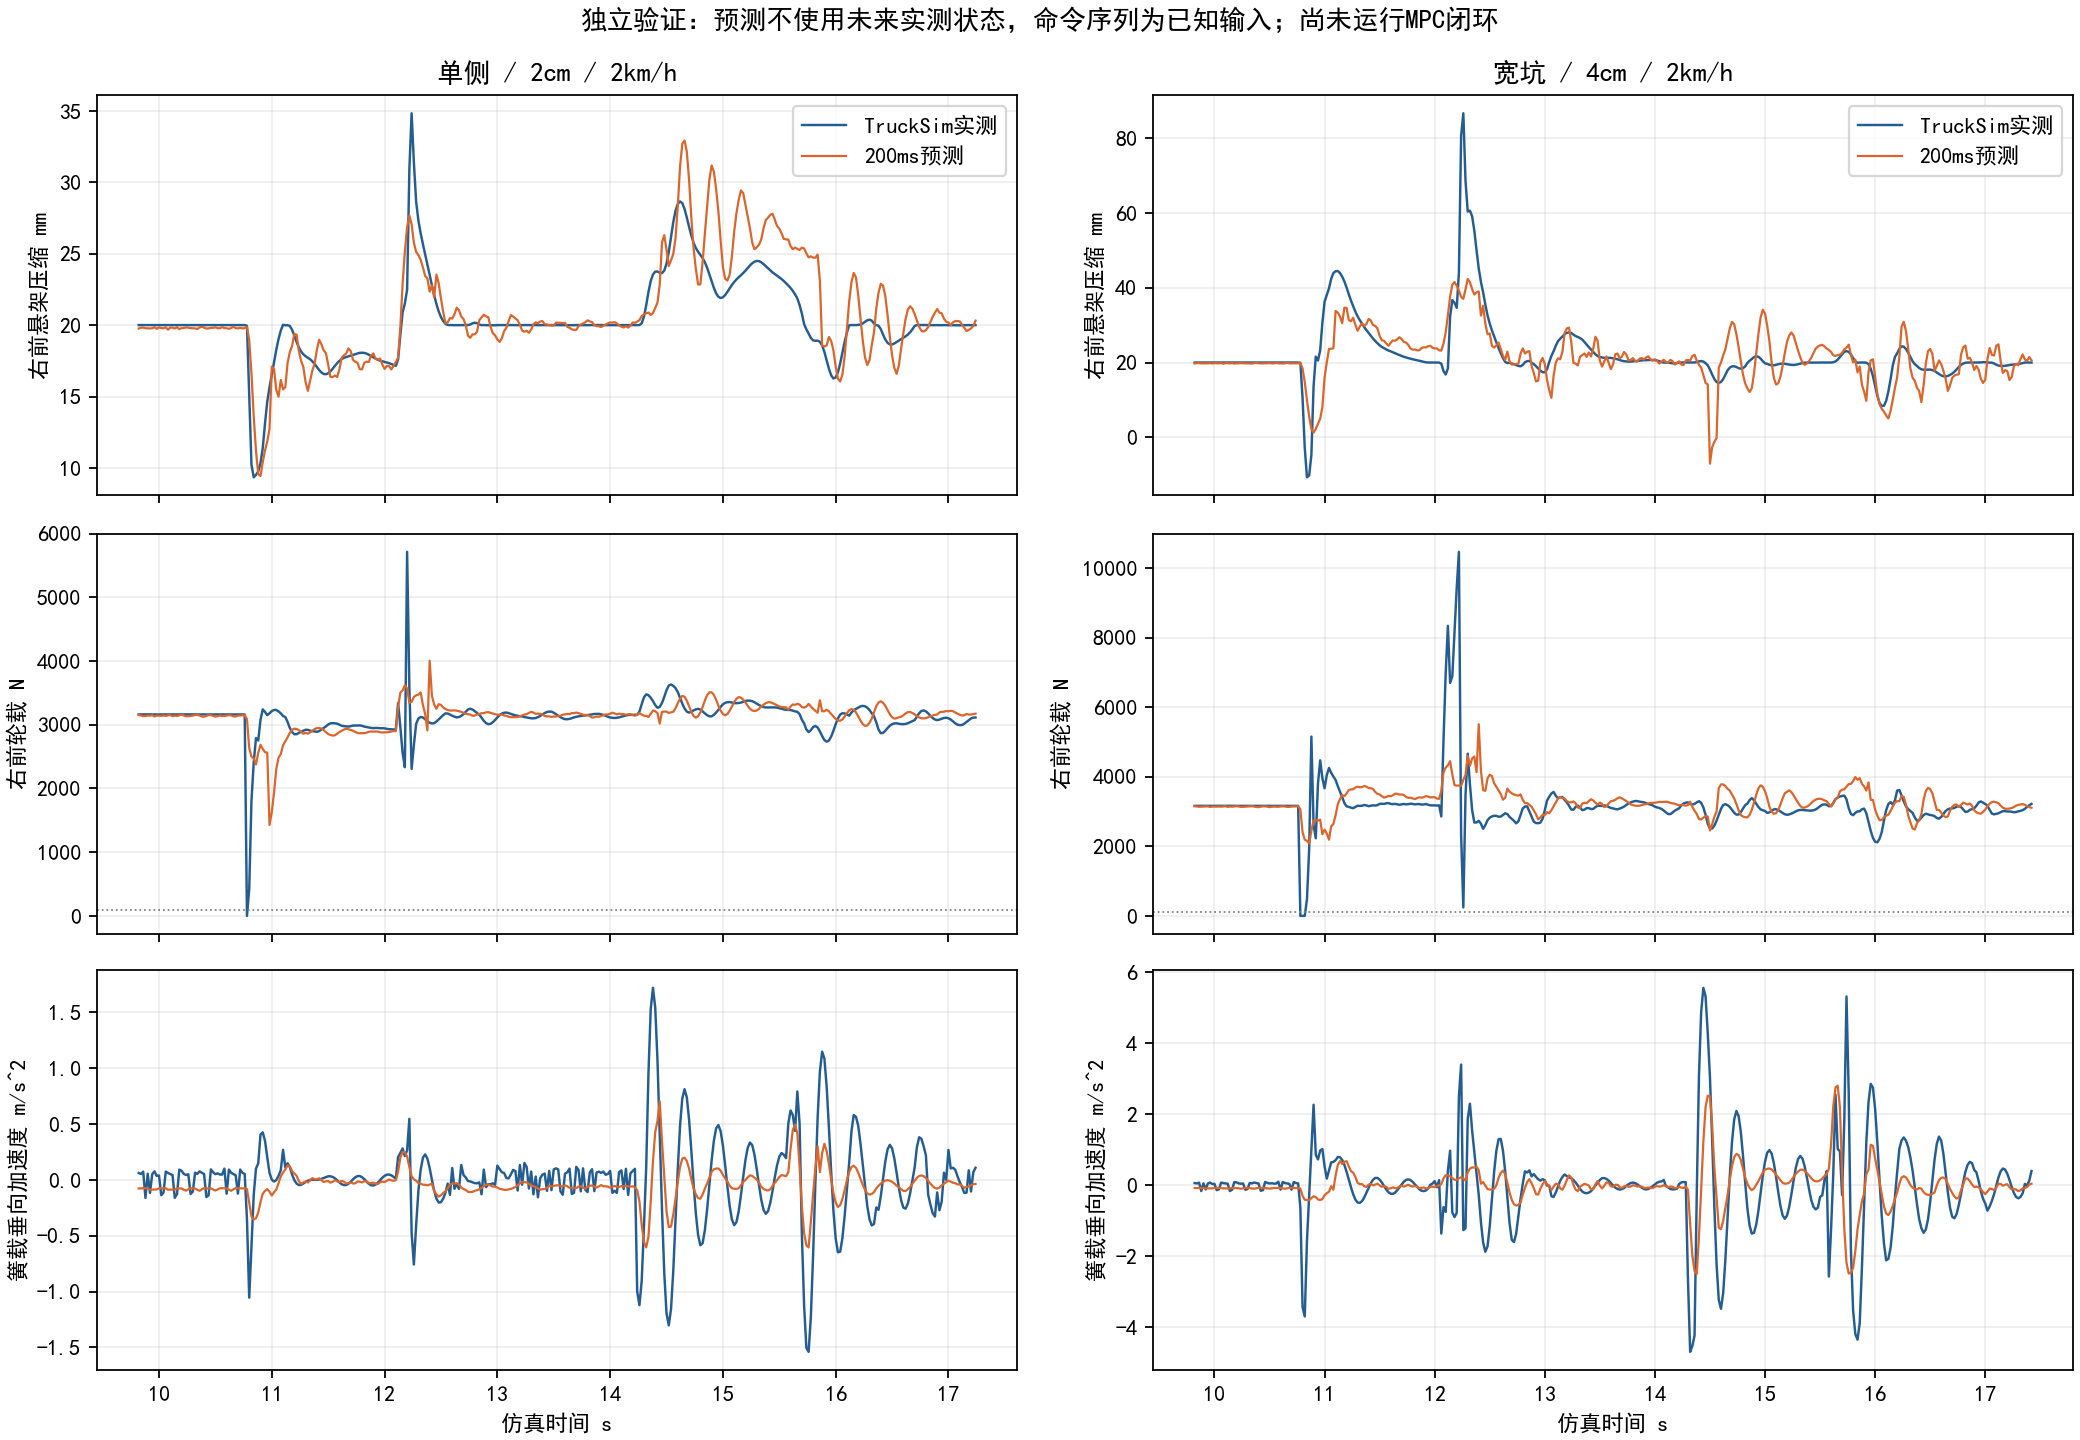 独立验证：预测不使用未来实测状态，命令序列为已知输入；尚未运行MPC闭环
单侧 / 2cm / 2km/h
右前悬架压缩 mm
35
30
25
20
15
10
TruckSim实测
200ms预测
宽坑 / 4cm / 2km/h
右前悬架压缩 mm
80
60
40
20
0
TruckSim实测
200ms预测
右前轮载 N
6000
5000
4000
3000
2000
1000
0
右前轮载 N
10000
8000
6000
4000
2000
0
簧载垂向加速度 m/s^2
1.5
1.0
0.5
0.0
−0.5
−1.0
−1.5
10 11 12 13 14 15 16 17
仿真时间 s
簧载垂向加速度 m/s^2
6
4
2
0
−2
−4
10 11 12 13 14 15 16 17
仿真时间 s